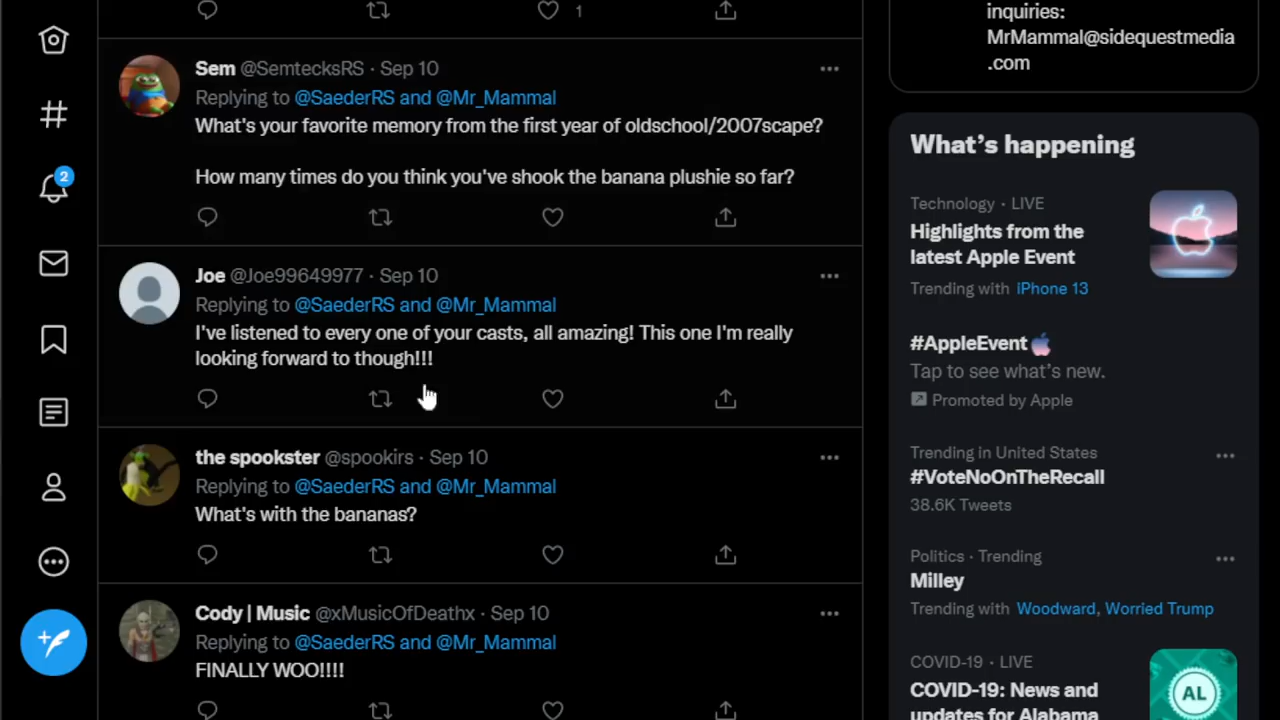 1
inquiries:
MrMammal@sidequestmedia
.com
Sem @SemtecksRS · Sep 10
Replying to @SaederRS and @Mr_Mammal
What's your favorite memory from the first year of oldschool/2007scape?
How many times do you think you've shook the banana plushie so far?
Joe @Joe99649977 · Sep 10
Replying to @SaederRS and @Mr_Mammal
I've listened to every one of your casts, all amazing! This one I'm really
looking forward to though!!!
the spookster @spookirs · Sep 10
Replying to @SaederRS and @Mr_Mammal
What's with the bananas?
Cody | Music @xMusicOfDeathx · Sep 10
Replying to @SaederRS and @Mr_Mammal
FINALLY WOO!!!!
2
What's happening
Technology · LIVE
Highlights from the
latest Apple Event
Trending with iPhone 13
#AppleEvent
Tap to see what's new.
Promoted by Apple
Trending in United States
#VoteNoOnTheRecall
38.6K Tweets
Politics · Trending
Milley
Trending with Woodward, Worried Trump
COVID-19 · LIVE
COVID-19: News and
updates for Alabama
AL